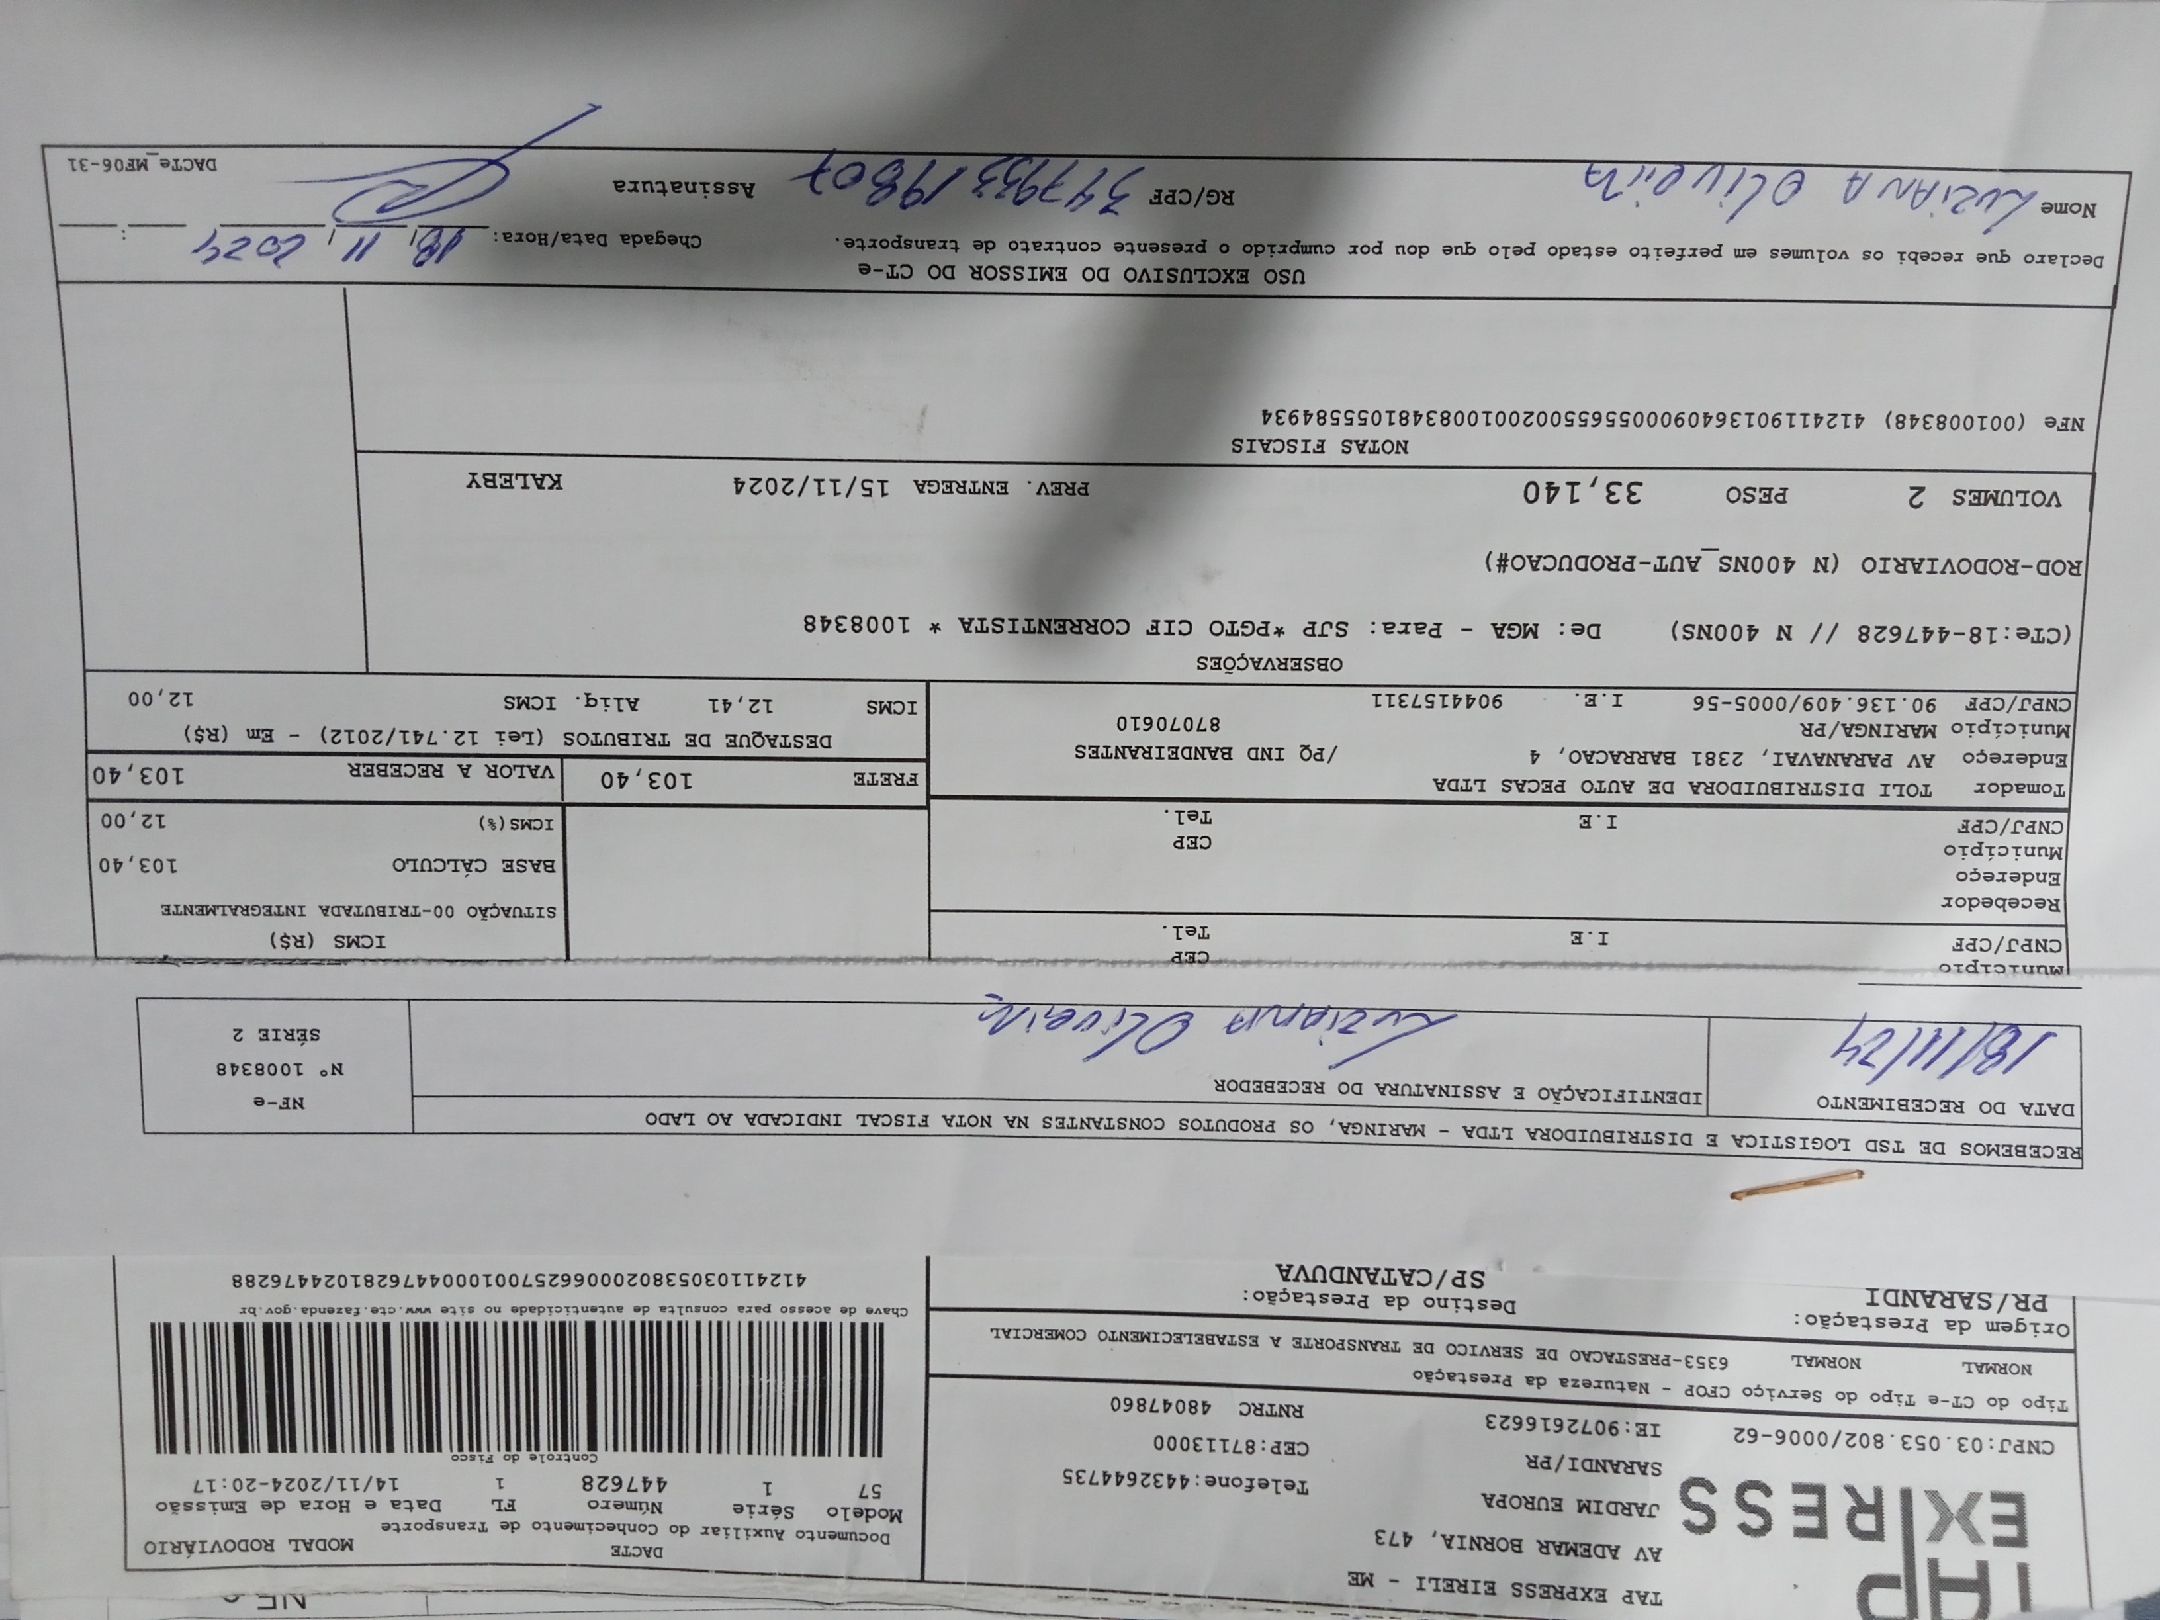 NF-e
TAP EXPRESS
TAP EXPRESS EIRELI - ME
AV ADEMAR BORNIA, 473
JARDIM EUROPA
SARANDI/PR
Telefone:4432644735
CEP:87113000
CNPJ:03.053.802/0006-62 IE:9072616623 RNTRC 48047860
DACTE MODAL RODOVIÁRIO
Documento Auxiliar do Conhecimento de Transporte
Modelo Série Número FL Data e Hora de Emissão
57 1 447628 1 14/11/2024-20:17
Controle do Fisco
Chave de acesso para consulta de autenticidade no site www.cte.fazenda.gov.br
41241103053802000662570010004476281024476288
Tipo do CT-e Tipo do Serviço CFOP - Natureza da Prestação
NORMAL NORMAL 6353-PRESTACAO DE SERVICO DE TRANSPORTE A ESTABELECIMENTO COMERCIAL
Origem da Prestação: Destino da Prestação:
PR/SARANDI SP/CATANDUVA
RECEBEMOS DE TSD LOGISTICA E DISTRIBUIDORA LTDA - MARINGA, OS PRODUTOS CONSTANTES NA NOTA FISCAL INDICADA AO LADO
DATA DO RECEBIMENTO IDENTIFICAÇÃO E ASSINATURA DO RECEBEDOR
18/11/24 Luziana Oliveira
NF-e
Nº 1008348
SÉRIE 2
Município CEP
CNPJ/CPF I.E Tel.
Recebedor
Endereço
Município CEP
CNPJ/CPF I.E Tel.
ICMS (R$)
SITUAÇÃO 00-TRIBUTADA INTEGRALMENTE
BASE CÁLCULO 103,40
ICMS(%) 12,00
Tomador TOLI DISTRIBUIDORA DE AUTO PECAS LTDA
Endereço AV PARANAVAI, 2381 BARRACAO, 4 /PQ IND BANDEIRANTES
Município MARINGA/PR 87070610
CNPJ/CPF 90.136.409/0005-56 I.E. 9044157311
FRETE 103,40 VALOR A RECEBER 103,40
DESTAQUE DE TRIBUTOS (Lei 12.741/2012) - Em (R$)
ICMS 12,41 Aliq. ICMS 12,00
OBSERVAÇÕES
(CTe:18-447628 // N 400NS) De: MGA - Para: SJP *PGTO CIF CORRENTISTA * 1008348
ROD-RODOVIARIO (N 400NS_AUT-PRODUCAO#)
VOLUMES 2 PESO 33,140 PREV. ENTREGA 15/11/2024 KALEBY
NOTAS FISCAIS
NFe (001008348) 41241190136409000556550020010083481055584934
USO EXCLUSIVO DO EMISSOR DO CT-e
Declaro que recebi os volumes em perfeito estado pelo que dou por cumprido o presente contrato de transporte. Chegada Data/Hora: 18/11/2024 :
Nome Luziana Oliveira RG/CPF 34793319807 Assinatura
DACTe_MF06-31